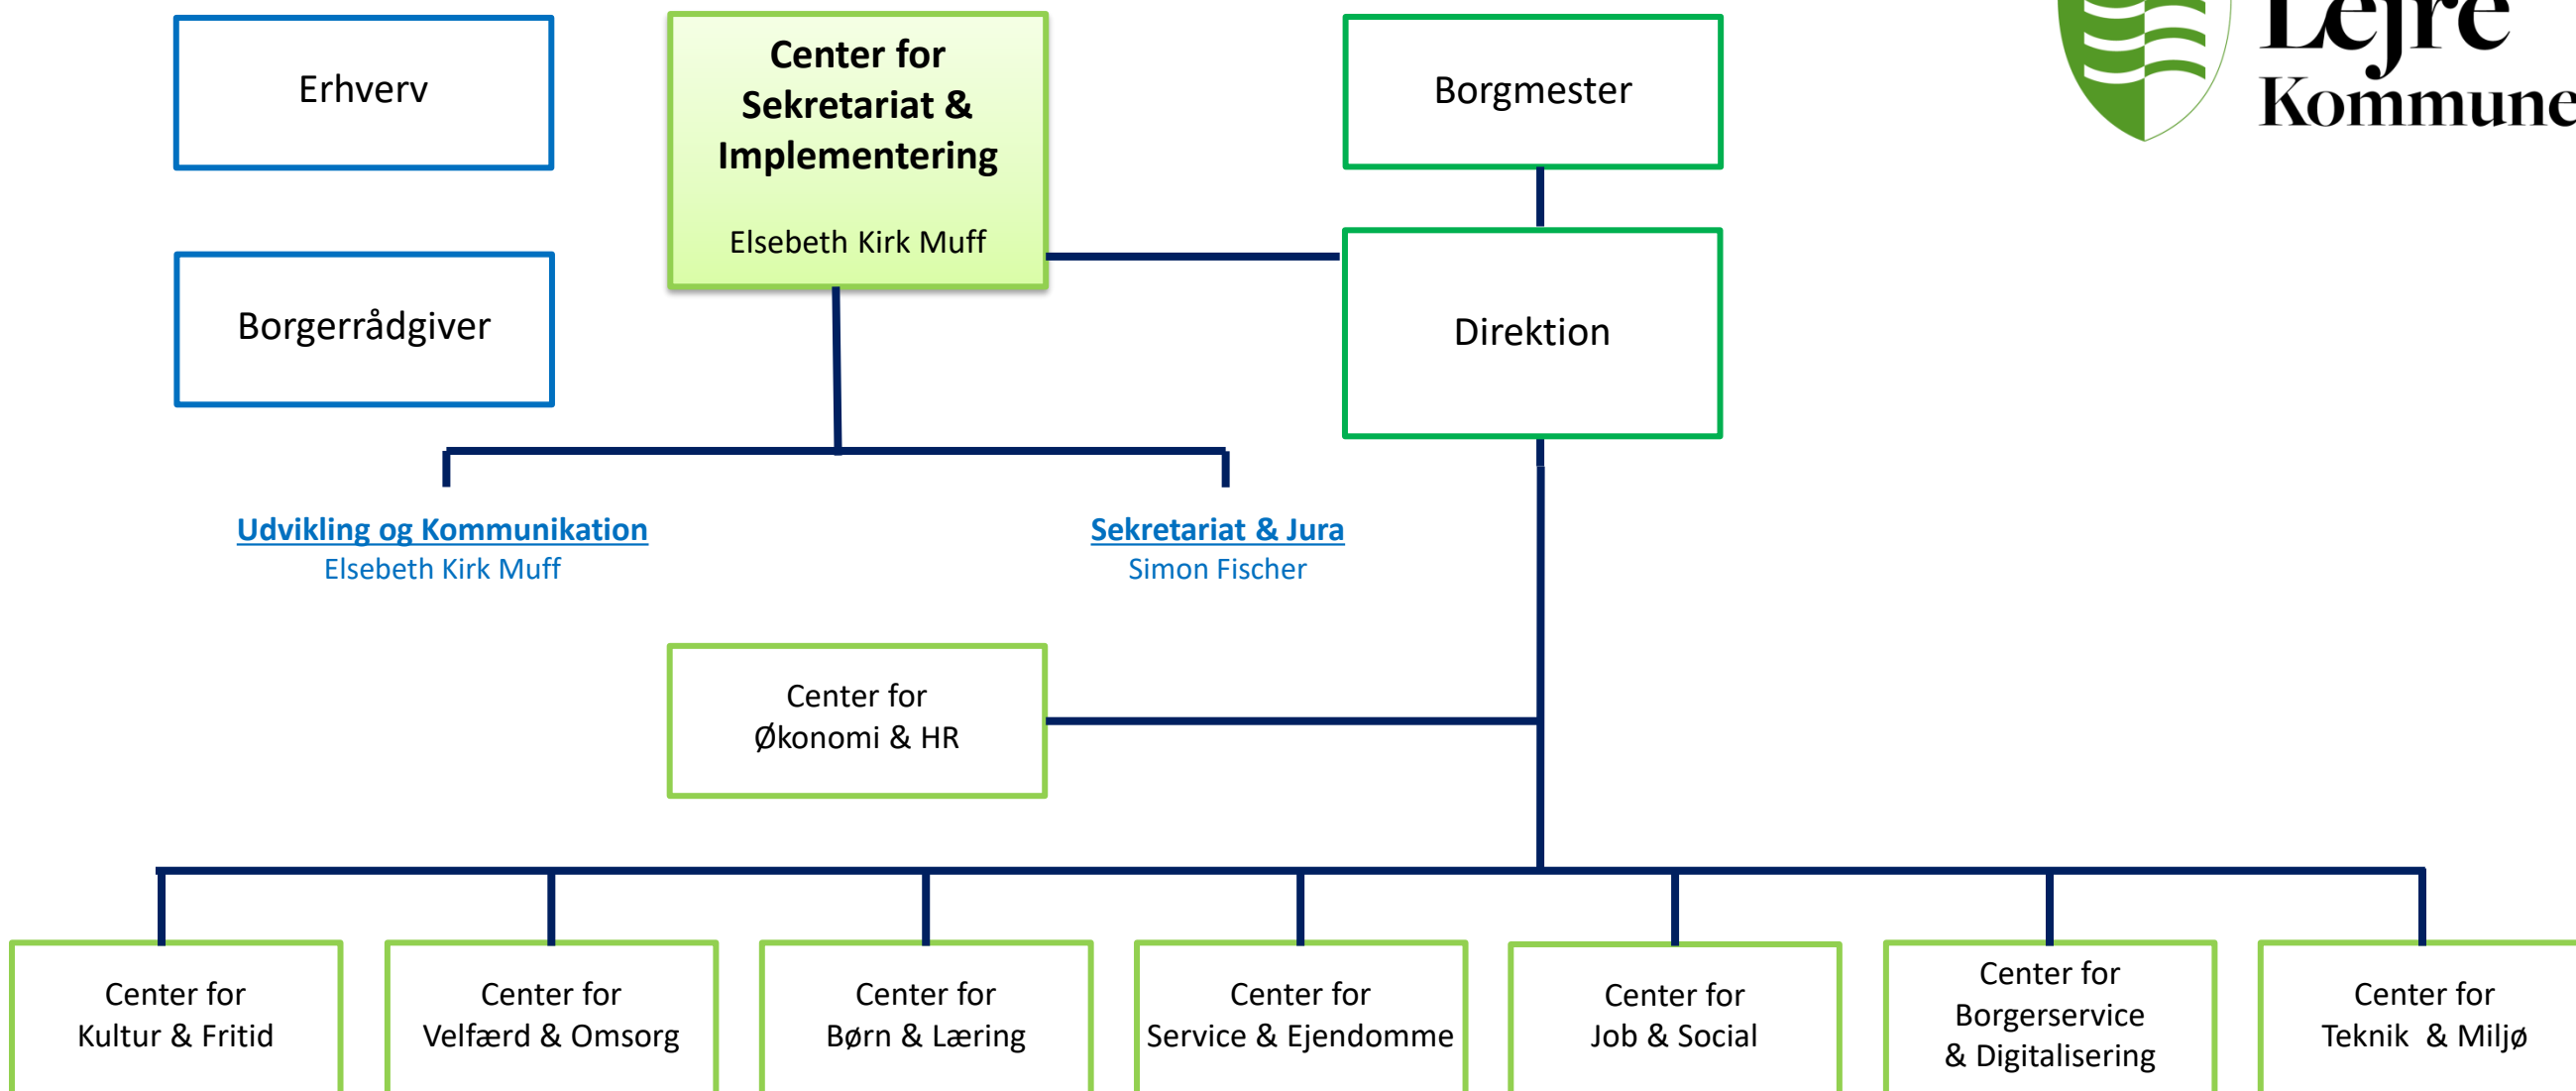 Erhverv
Center for
Sekretariat &
Implementering
Elsebeth Kirk Muff
Borgmester
Lejre
Kommune
Borgerrådgiver
Direktion
Udvikling og Kommunikation
Elsebeth Kirk Muff
Sekretariat & Jura
Simon Fischer
Center for
Økonomi & HR
Center for
Kultur & Fritid
Center for
Velfærd & Omsorg
Center for
Børn & Læring
Center for
Service & Ejendomme
Center for
Job & Social
Center for
Borgerservice
& Digitalisering
Center for
Teknik & Miljø